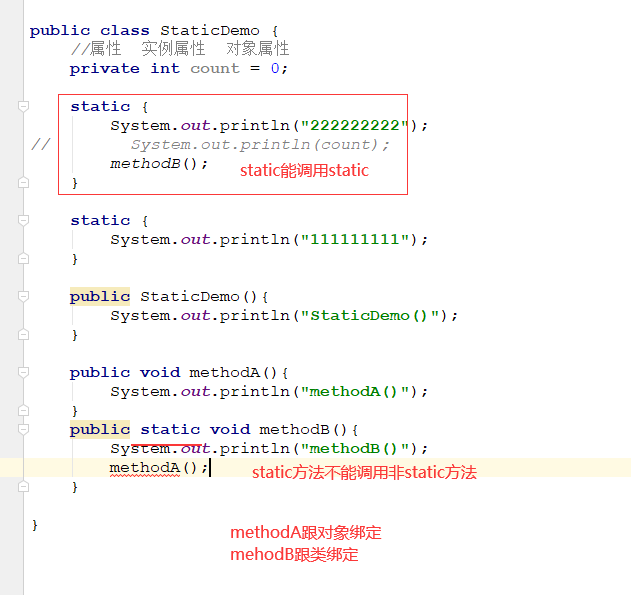 public class StaticDemo {
//属性 实例属性 对象属性
private int count = 0;
static {
System.out.println("222222222");
// System.out.println(count);
methodB();
static能调用static
}
static {
System.out.println("111111111");
}
public StaticDemo(){
System.out.println("StaticDemo()");
}
public void methodA(){
System.out.println("methodA()");
}
public static void methodB(){
System.out.println("methodB()");
methodA();
static方法不能调用非static方法
}
}
methodA跟对象绑定
mehodB跟类绑定